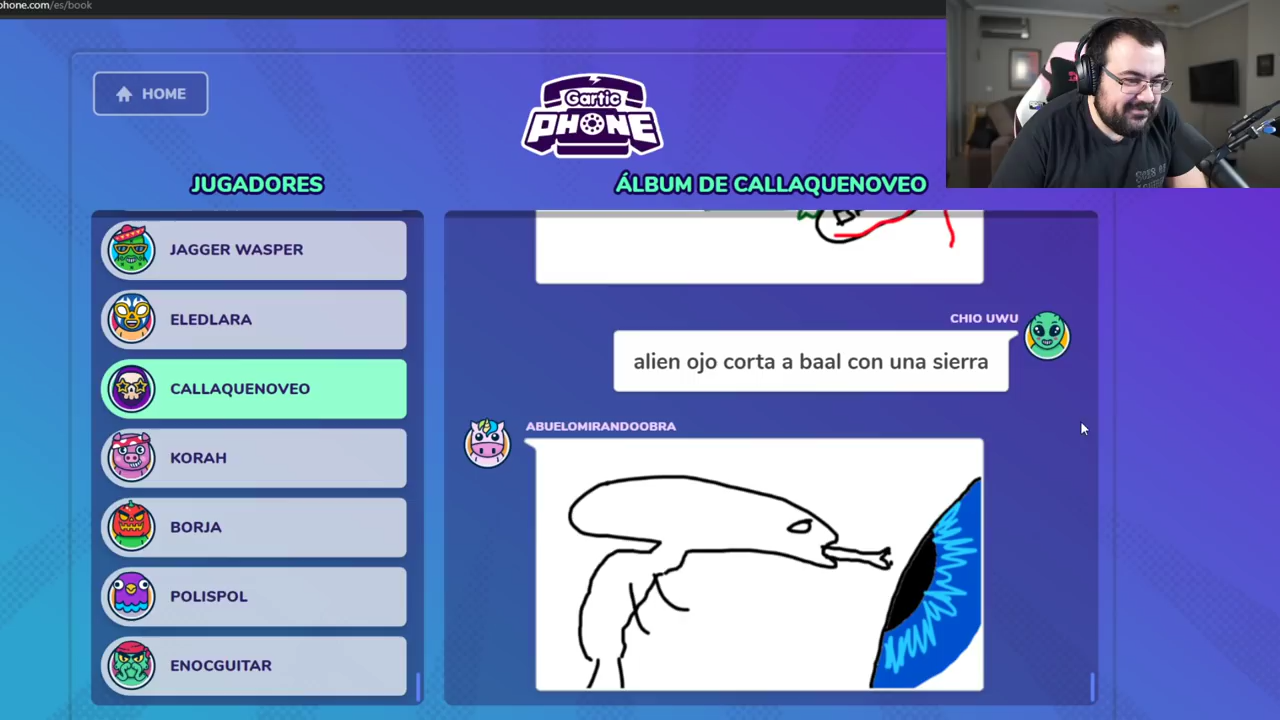 phone.com/es/book
HOME
Gartic
PHONE
JUGADORES
ÁLBUM DE CALLAQUENOVEO
JAGGER WASPER
ELEDLARA
CALLAQUENOVEO
KORAH
BORJA
POLISPOL
ENOCGUITAR
CHIO UWU
alien ojo corta a baal con una sierra
ABUELOMIRANDOOBRA